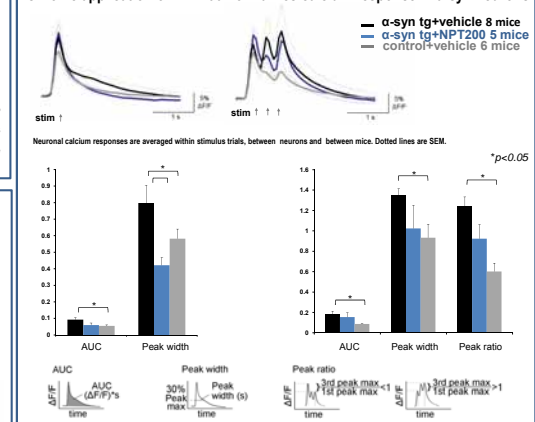 α-syn tg+vehicle 8 mice
α-syn tg+NPT200 5 mice
control+vehicle 6 mice
5%
ΔF/F
1 s
stim ↑
5%
ΔF/F
1 s
stim ↑ ↑ ↑
Neuronal calcium responses are averaged within stimulus trials, between neurons and between mice. Dotted lines are SEM.
*p<0.05
1
0.9
0.8
0.7
0.6
0.5
0.4
0.3
0.2
0.1
0
*
*
AUC
Peak width
1.6
1.4
1.2
1
0.8
0.6
0.4
0.2
0
*
*
*
AUC
Peak width
Peak ratio
AUC
ΔF/F
AUC
(ΔF/F)*s
time
Peak width
30%
Peak
max
Peak
width (s)
time
Peak ratio
ΔF/F
3rd peak max
1st peak max <1
time
ΔF/F
3rd peak max
1st peak max >1
time